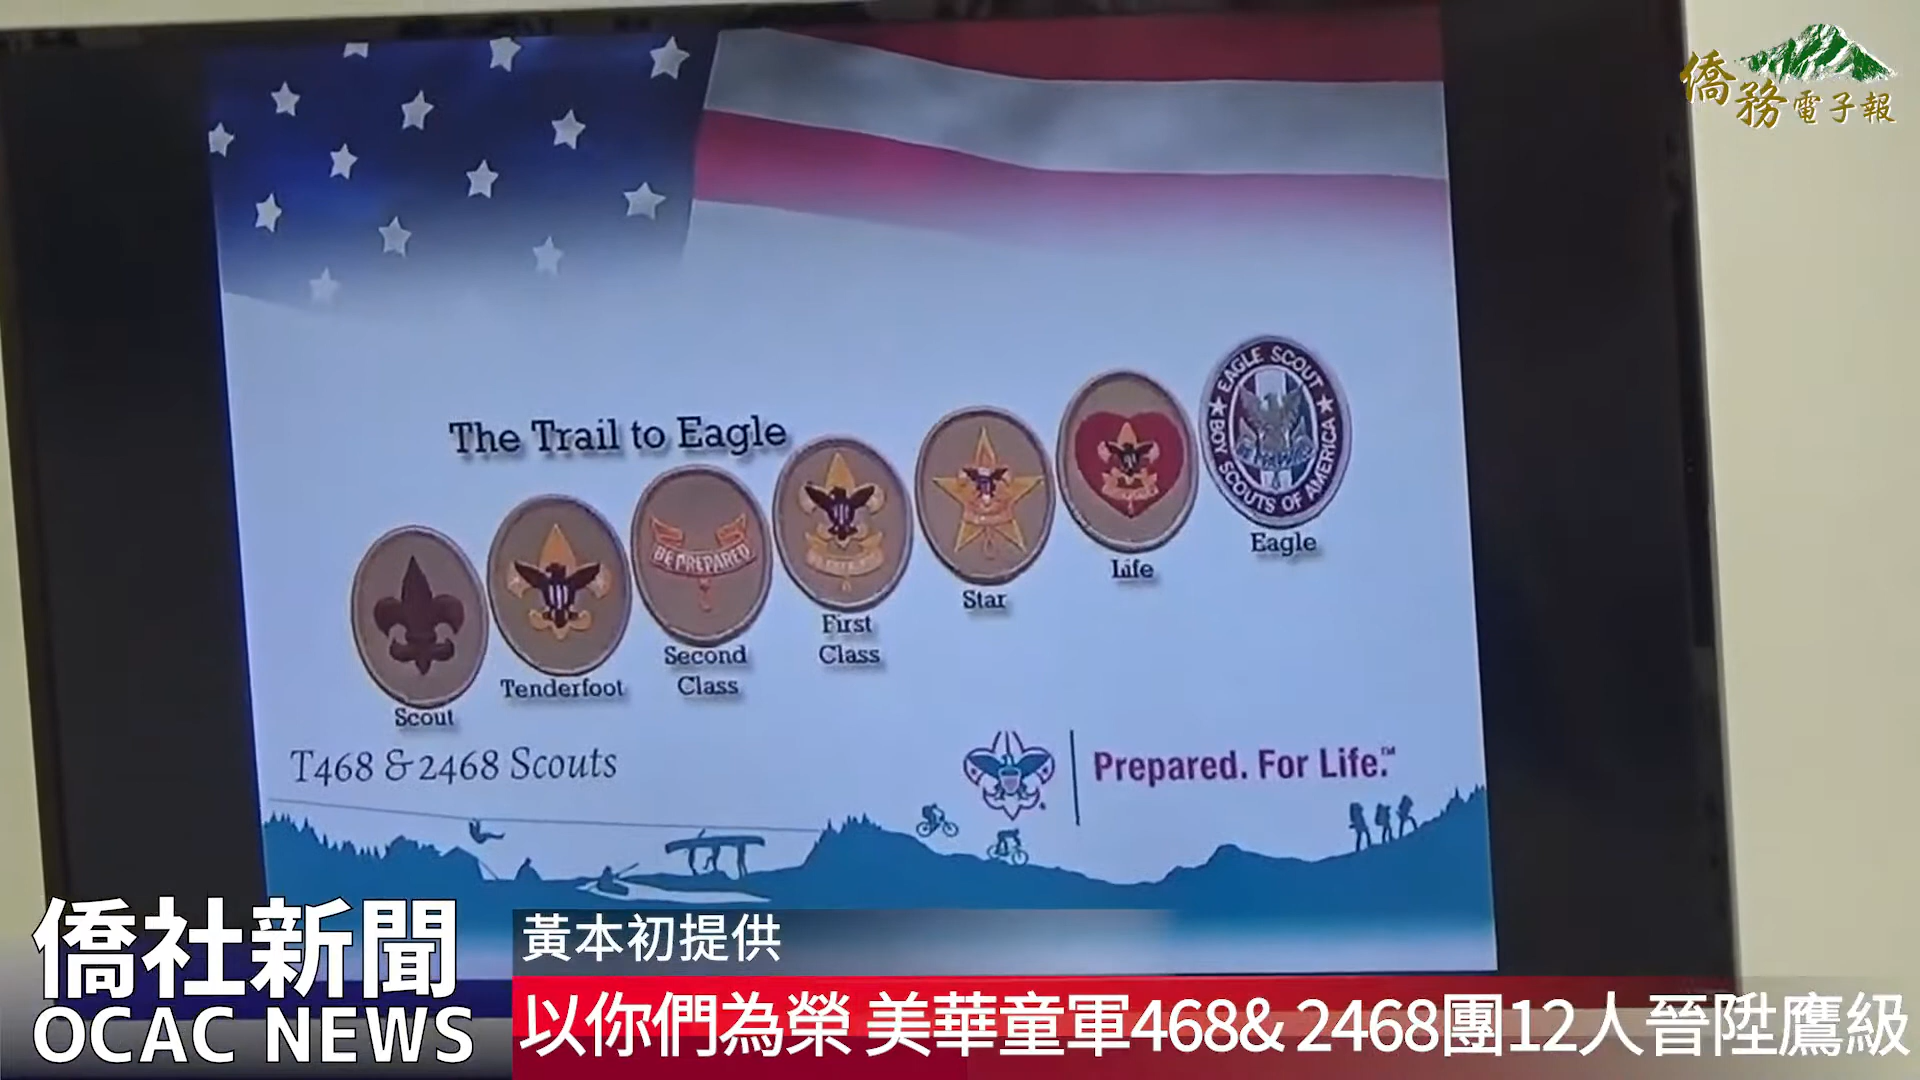 僑務電子報
The Trail to Eagle
EAGLE SCOUT
BOY SCOUTS OF AMERICA
BE PREPARED
Eagle
Life
Star
First
Class
Second
Class
Tenderfoot
Scout
T468 & 2468 Scouts
Prepared. For Life.™
僑社新聞
OCAC NEWS
黃本初提供
以你們為榮 美華童軍468& 2468團12人晉陞鷹級